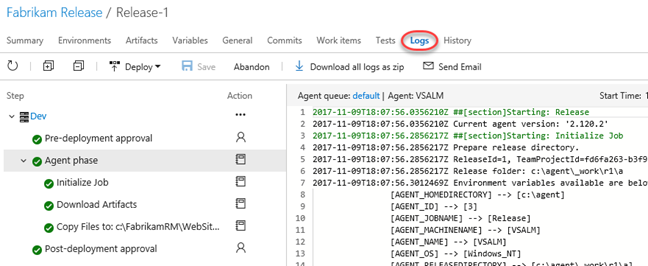 Fabrikam Release / Release-1
Summary Environments Artifacts Variables General Commits Work items Tests Logs History
Deploy Save Abandon Download all logs as zip Send Email
Step Action
Dev
Pre-deployment approval
Agent phase
Initialize Job
Download Artifacts
Copy Files to: c:\FabrikamRM\WebSit...
Post-deployment approval
Agent queue: default | Agent: VSALM Start Time: 1
1 2017-11-09T18:07:56.0356210Z ##[section]Starting: Release
2 2017-11-09T18:07:56.0356210Z Current agent version: '2.120.2'
3 2017-11-09T18:07:56.2856217Z ##[section]Starting: Initialize Job
4 2017-11-09T18:07:56.2856217Z Prepare release directory.
5 2017-11-09T18:07:56.2856217Z ReleaseId=1, TeamProjectId=fd6fa263-b3f9
6 2017-11-09T18:07:56.2856217Z Release folder: c:\agent\_work\r1\a
7 2017-11-09T18:07:56.3012469Z Environment variables available are belo
8 [AGENT_HOMEDIRECTORY] --> [c:\agent]
9 [AGENT_ID] --> [3]
10 [AGENT_JOBNAME] --> [Release]
11 [AGENT_MACHINENAME] --> [VSALM]
12 [AGENT_NAME] --> [VSALM]
13 [AGENT_OS] --> [Windows_NT]
14 [AGENT_RELEASEDIRECTORY] --> [c:\agent\_work\r1\a]